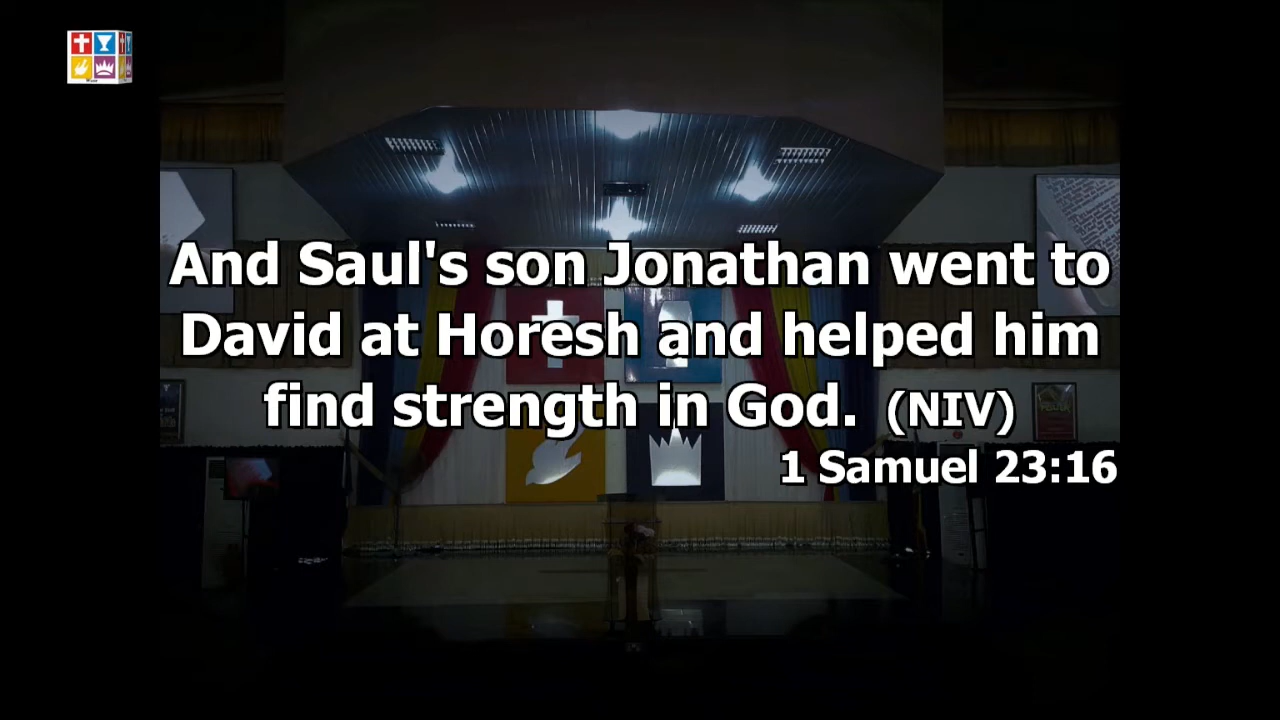 And Saul's son Jonathan went to
David at Horesh and helped him
find strength in God. (NIV)
1 Samuel 23:16